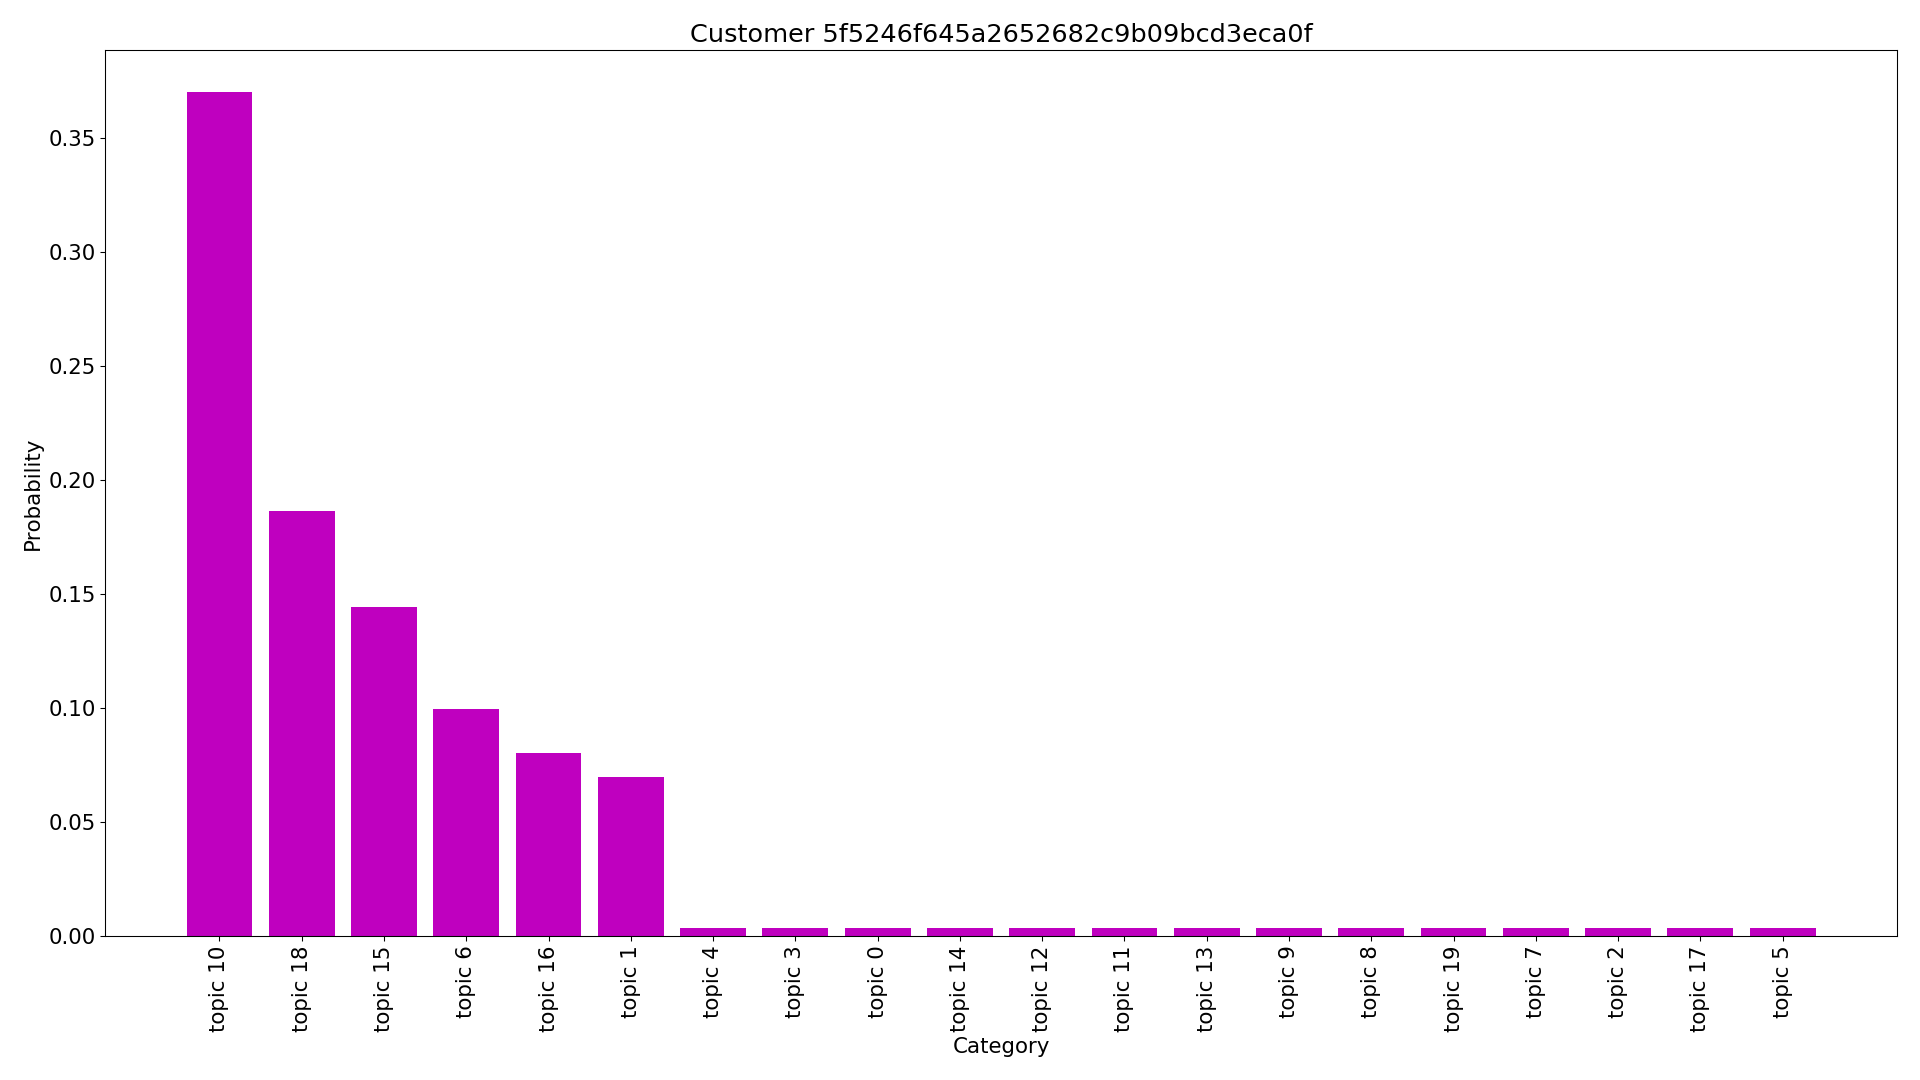 Customer 5f5246f645a2652682c9b09bcd3eca0f
Probability
0.35
0.30
0.25
0.20
0.15
0.10
0.05
0.00
topic 10
topic 18
topic 15
topic 6
topic 16
topic 1
topic 4
topic 3
topic 0
topic 14
topic 12
topic 11
topic 13
topic 9
topic 8
topic 19
topic 7
topic 2
topic 17
topic 5
Category